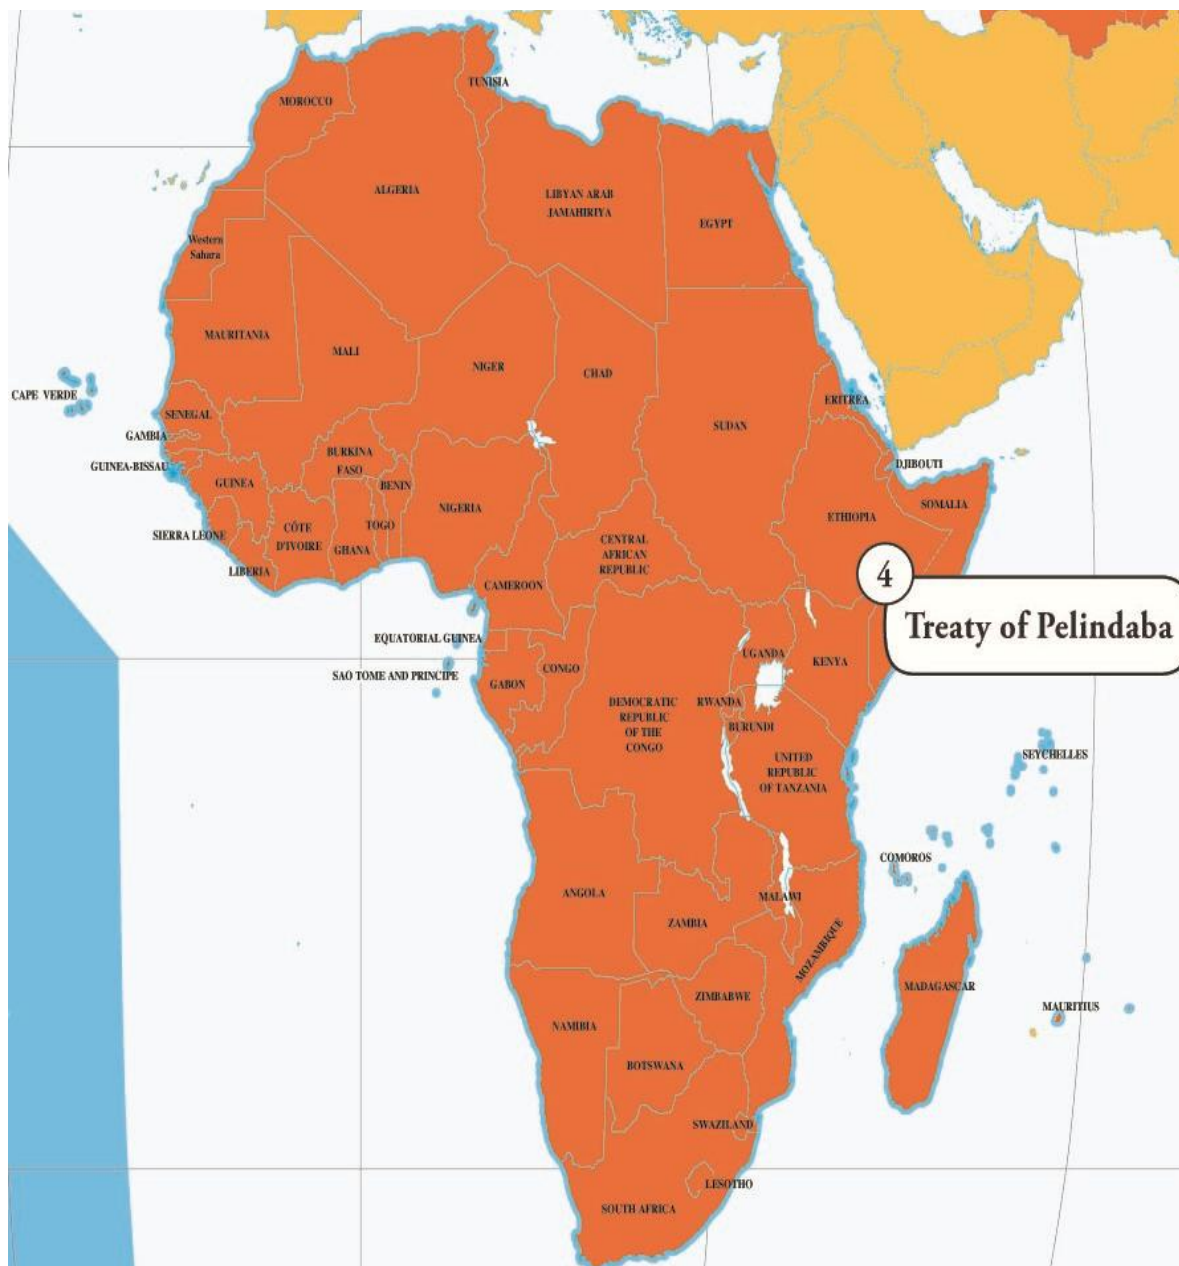 TUNISIA
MOROCCO
ALGERIA
LIBYAN ARAB
JAMAHIRIYA
EGYPT
Western
Sahara
MAURITANIA
MALI
NIGER
CHAD
CAPE VERDE
ERITREA
SENEGAL
SUDAN
GAMBIA
BURKINA
FASO
GUINEA-BISSAU
DJIBOUTI
GUINEA
BENIN
SOMALIA
NIGERIA
ETHIOPIA
CÔTE
D'IVOIRE
TOGO
SIERRA LEONE
GHANA
CENTRAL
AFRICAN
REPUBLIC
LIBERIA
4
CAMEROON
Treaty of Pelindaba
EQUATORIAL GUINEA
UGANDA
KENYA
CONGO
SAO TOME AND PRINCIPE
GABON
RWANDA
DEMOCRATIC
REPUBLIC
OF THE
CONGO
BURUNDI
SEYCHELLES
UNITED
REPUBLIC
OF TANZANIA
COMOROS
ANGOLA
MALAWI
ZAMBIA
MOZAMBIQUE
MADAGASCAR
ZIMBABWE
MAURITIUS
NAMIBIA
BOTSWANA
SWAZILAND
LESOTHO
SOUTH AFRICA